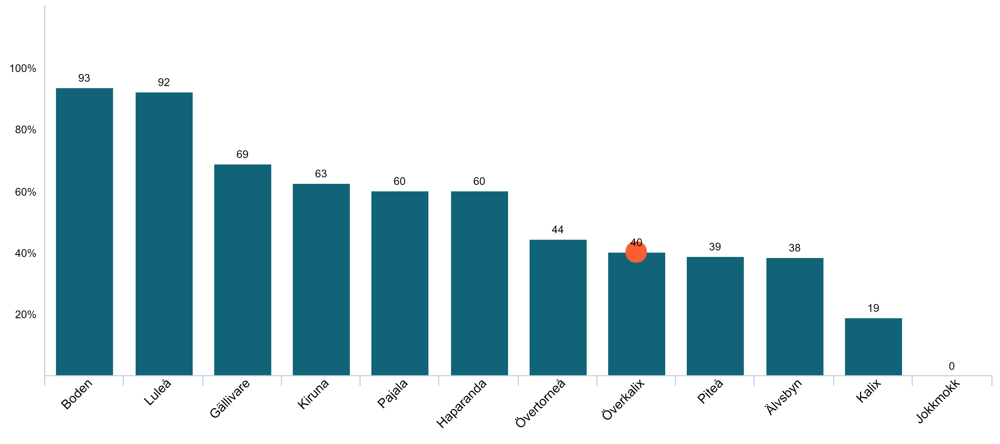 100%
80%
60%
40%
20%
93
92
69
63
60
60
44
40
39
38
19
0
Boden
Luleå
Gällivare
Kiruna
Pajala
Haparanda
Övertorneå
Överkalix
Piteå
Älvsbyn
Kalix
Jokkmokk